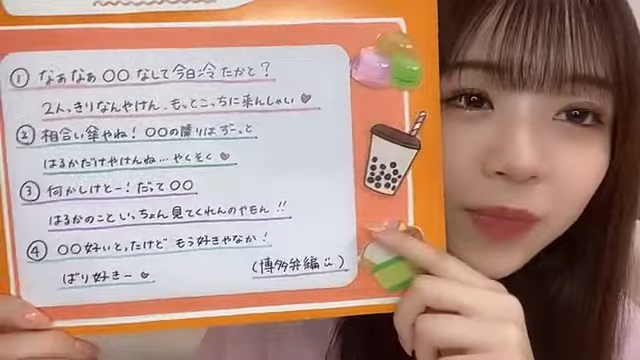 ① なぁなぁ〇〇 なして今日冷たかと?
2人っきりなんやけん、もっとこっちに来んしゃい♥
② 相合い傘やね! 〇〇の隣りは ずーっと
はるかだけやけんね…やくそく♥
③ 何かしけとー! だって〇〇
はるかのこといっちょん見てくれんのやもん!!
④ 〇〇好いとったけど もう好きやなか!
ばり好きー♥
(博多弁編 )